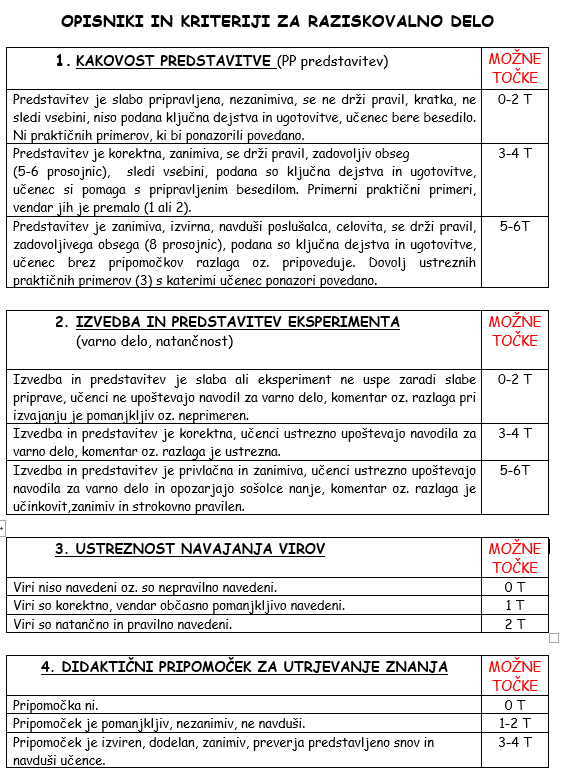 OPISNIKI IN KRITERIJI ZA RAZISKOVALNO DELO
1. KAKOVOST PREDSTAVITVE (PP predstavitev)
MOŽNE
TOČKE
Predstavitev je slabo pripravljena, nezanimiva, se ne drži pravil, kratka, ne
sledi vsebini, niso podana ključna dejstva in ugotovitve, učenec bere besedilo.
Ni praktičnih primerov, ki bi ponazorili povedano.
0-2 T
Predstavitev je korektna, zanimiva, se drži pravil, zadovoljiv obseg
(5-6 prosojnic), sledi vsebini, podana so ključna dejstva in ugotovitve,
učenec si pomaga s pripravljenim besedilom. Primerni praktični primeri,
vendar jih je premalo (1 ali 2).
3-4 T
Predstavitev je zanimiva, izvirna, navduši poslušalca, celovita, se drži pravil,
zadovoljivega obsega (8 prosojnic), podana so ključna dejstva in ugotovitve,
učenec brez pripomočkov razlaga oz. pripoveduje. Dovolj ustreznih
praktičnih primerov (3) s katerimi učenec ponazori povedano.
5-6T
2. IZVEDBA IN PREDSTAVITEV EKSPERIMENTA
(varno delo, natančnost)
MOŽNE
TOČKE
Izvedba in predstavitev je slaba ali eksperiment ne uspe zaradi slabe
priprave, učenci ne upoštevajo navodil za varno delo, komentar oz. razlaga pri
izvajanju je pomanjkljiv oz. neprimeren.
0-2 T
Izvedba in predstavitev je korektna, učenci ustrezno upoštevajo navodila za
varno delo, komentar oz. razlaga je ustrezna.
3-4 T
Izvedba in predstavitev je privlačna in zanimiva, učenci ustrezno upoštevajo
navodila za varno delo in opozarjajo sošolce nanje, komentar oz. razlaga je
učinkovit,zanimiv in strokovno pravilen.
5-6T
3. USTREZNOST NAVAJANJA VIROV
MOŽNE
TOČKE
Viri niso navedeni oz. so nepravilno navedeni.
0 T
Viri so korektno, vendar občasno pomanjkljivo navedeni.
1 T
Viri so natančno in pravilno navedeni.
2 T
4. DIDAKTIČNI PRIPOMOČEK ZA UTRJEVANJE ZNANJA
MOŽNE
TOČKE
Pripomočka ni.
0 T
Pripomoček je pomanjkljiv, nezanimiv, ne navduši.
1-2 T
Pripomoček je izviren, dodelan, zanimiv, preverja predstavljeno snov in
navduši učence.
3-4 T